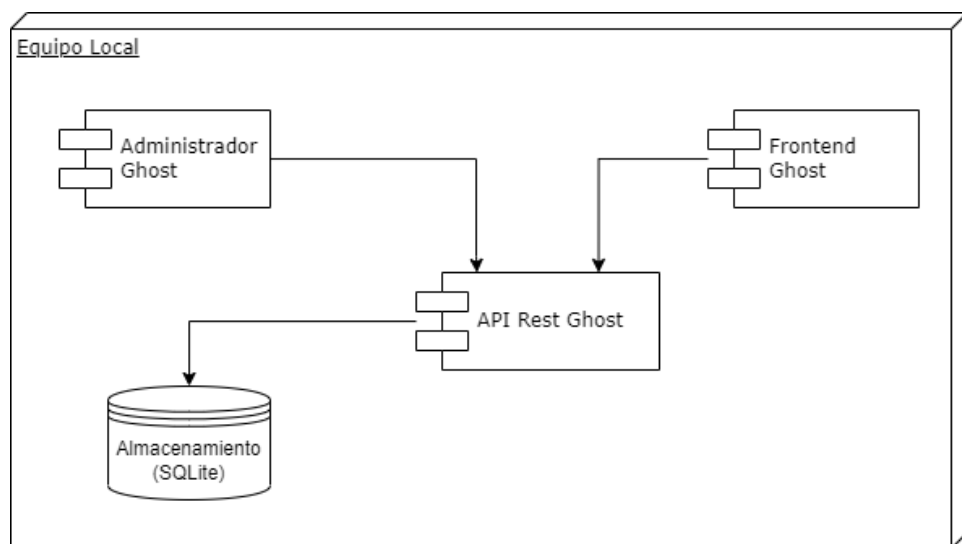 Equipo Local
Administrador
Ghost
Frontend
Ghost
API Rest Ghost
Almacenamiento
(SQLite)